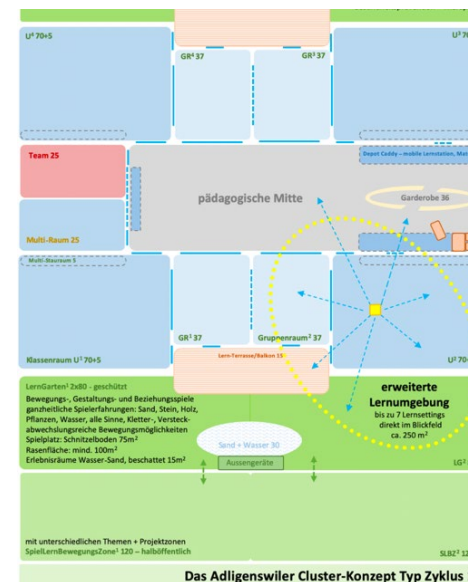 U⁴ 70+5
GR⁴ 37
GR³ 37
U³ 70
Team 25
Depot Caddy – mobile Lernstation, Mat
pädagogische Mitte
Garderobe 36
Multi-Raum 25
Multi-Stauraum 5
GR¹ 37
Gruppenraum² 37
Klassenraum U¹ 70+5
Lern-Terrasse/Balkon 15
U² 70+
LernGarten¹ 2x80 - geschützt
Bewegungs-, Gestaltungs- und Beziehungsspiele
ganzheitliche Spielerfahrungen: Sand, Stein, Holz,
Pflanzen, Wasser, alle Sinne, Kletter-, Versteck-
abwechslungsreiche Bewegungsmöglichkeiten
Spielplatz: Schnitzelboden 75m²
Rasenfläche: mind. 100m²
Erlebnisräume Wasser-Sand, beschattet 15m²
erweiterte
Lernumgebung
bis zu 7 Lernsettings
direkt im Blickfeld
ca. 250 m²
Sand + Wasser 30
Aussengeräte
LG²
mit unterschiedlichen Themen + Projektzonen
SpielLernBewegungsZone¹ 120 – halböffentlich
SLBZ² 12
Das Adligenswiler Cluster-Konzept Typ Zyklus